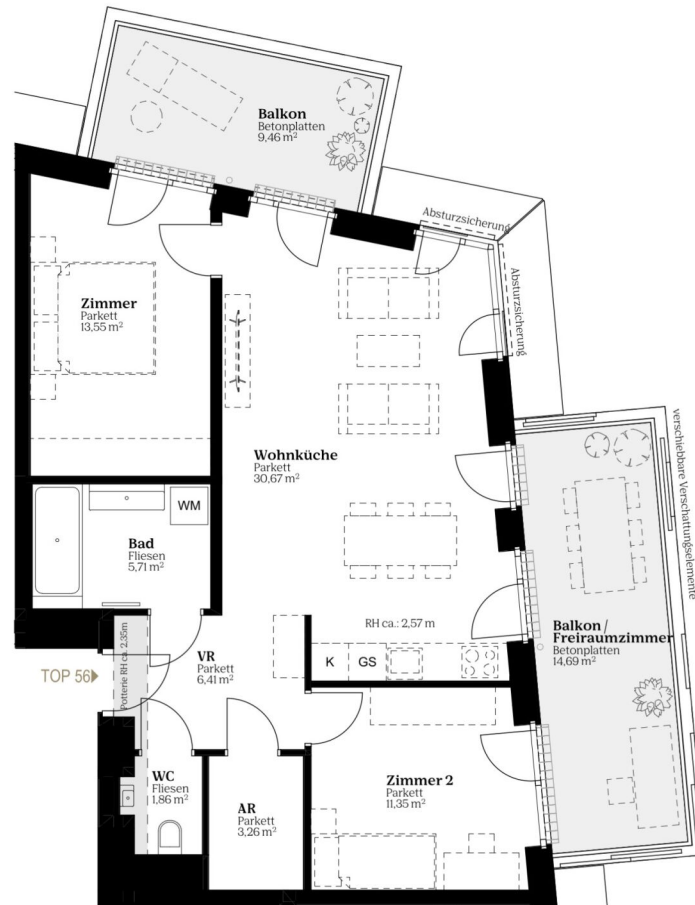 Balkon
Betonplatten
9,46 m²
Absturzsicherung
Absturzsicherung
Zimmer
Parkett
13,55 m²
Wohnküche
Parkett
30,67 m²
verschiebbare Verschattungselemente
WM
Bad
Fliesen
5,71 m²
RH ca.: 2,57 m
K
GS
Balkon /
Freiraumzimmer
Betonplatten
14,69 m²
TOP 56
Potterie RH ca. 2,35m
VR
Parkett
6,41 m²
WC
Fliesen
1,86 m²
AR
Parkett
3,26 m²
Zimmer 2
Parkett
11,35 m²